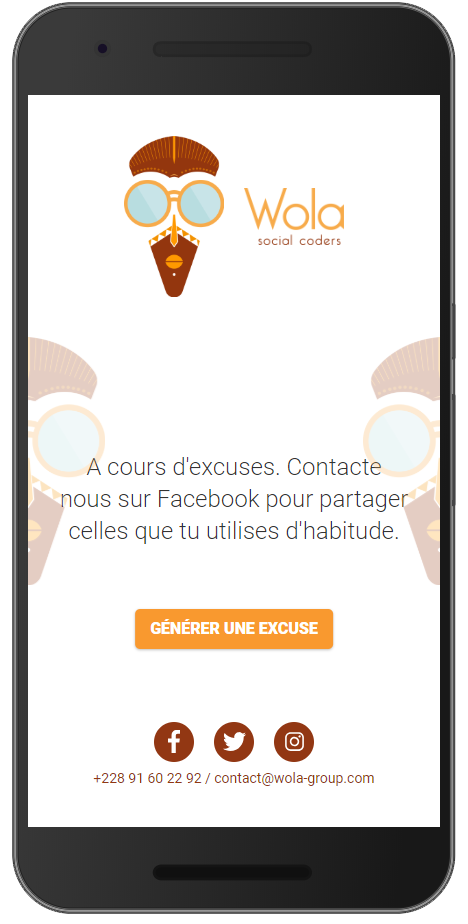 Wola
social coders
A cours d'excuses. Contacte
nous sur Facebook pour partager
celles que tu utilises d'habitude.
GÉNÉRER UNE EXCUSE
+228 91 60 22 92 / contact@wola-group.com